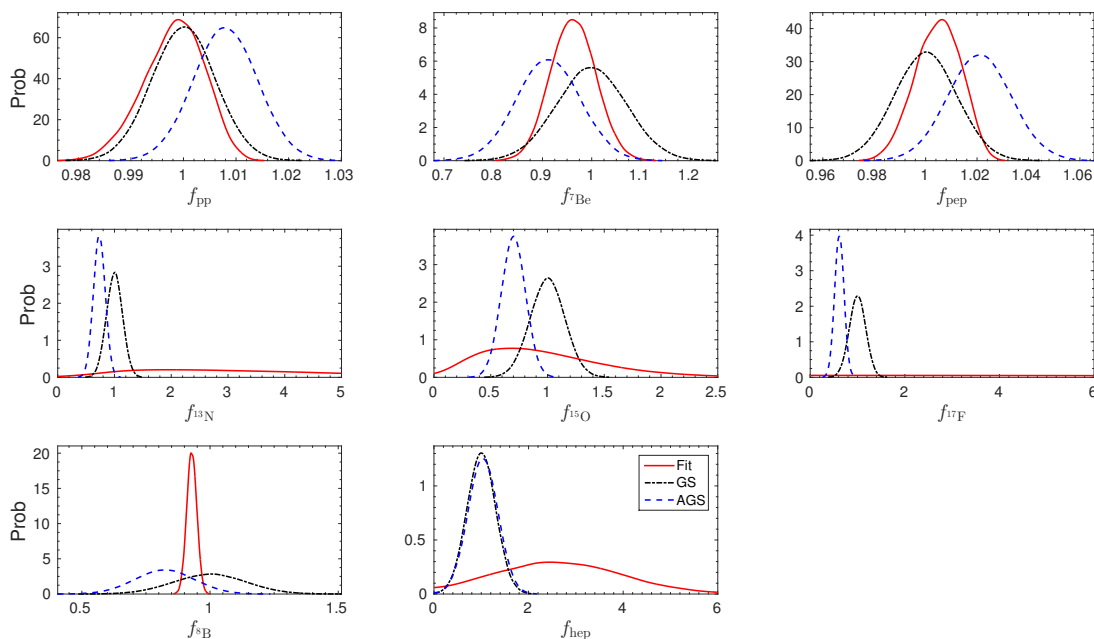 60
40
20
0
Prob
0.98 0.99 1 1.01 1.02 1.03
f_pp
8
6
4
2
0
0.7 0.8 0.9 1 1.1 1.2
f_⁷Be
40
30
20
10
0
0.96 0.98 1 1.02 1.04 1.06
f_pep
3
2
1
0
Prob
0 1 2 3 4 5
f_¹³N
3
2
1
0
0 0.5 1 1.5 2 2.5
f_¹⁵O
4
3
2
1
0
0 2 4 6
f_¹⁷F
20
15
10
5
0
Prob
0.5 1 1.5
f_⁸B
1
0.5
0
0 2 4 6
f_hep
Fit
GS
AGS